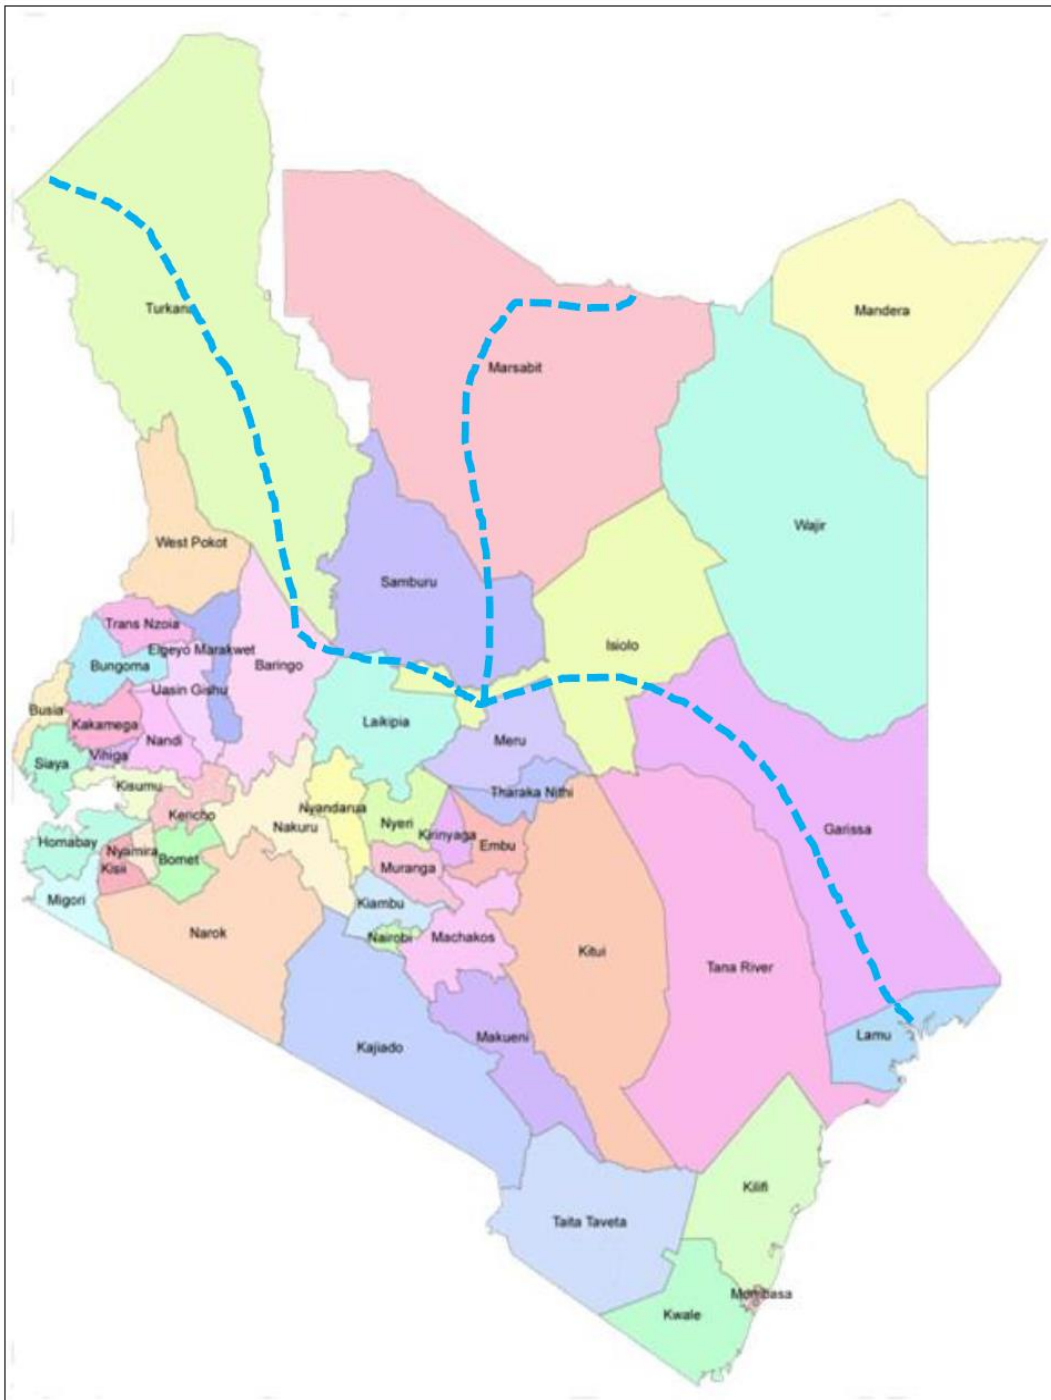 Turkana
Marsabit
Mandera
Wajir
West Pokot
Samburu
Isiolo
Trans Nzoia
Elgeyo Marakwet
Bungoma
Baringo
Uasin Gishu
Busia
Kakamega
Laikipia
Nandi
Meru
Vihiga
Siaya
Kisumu
Tharaka Nithi
Nyandarua
Kericho
Nyeri
Nakuru
Kirinyaga
Garissa
Homabay
Nyamira
Embu
Bomet
Kisii
Muranga
Migori
Kiambu
Narok
Nairobi
Machakos
Kitui
Tana River
Makueni
Lamu
Kajiado
Kilifi
Taita Taveta
Mombasa
Kwale